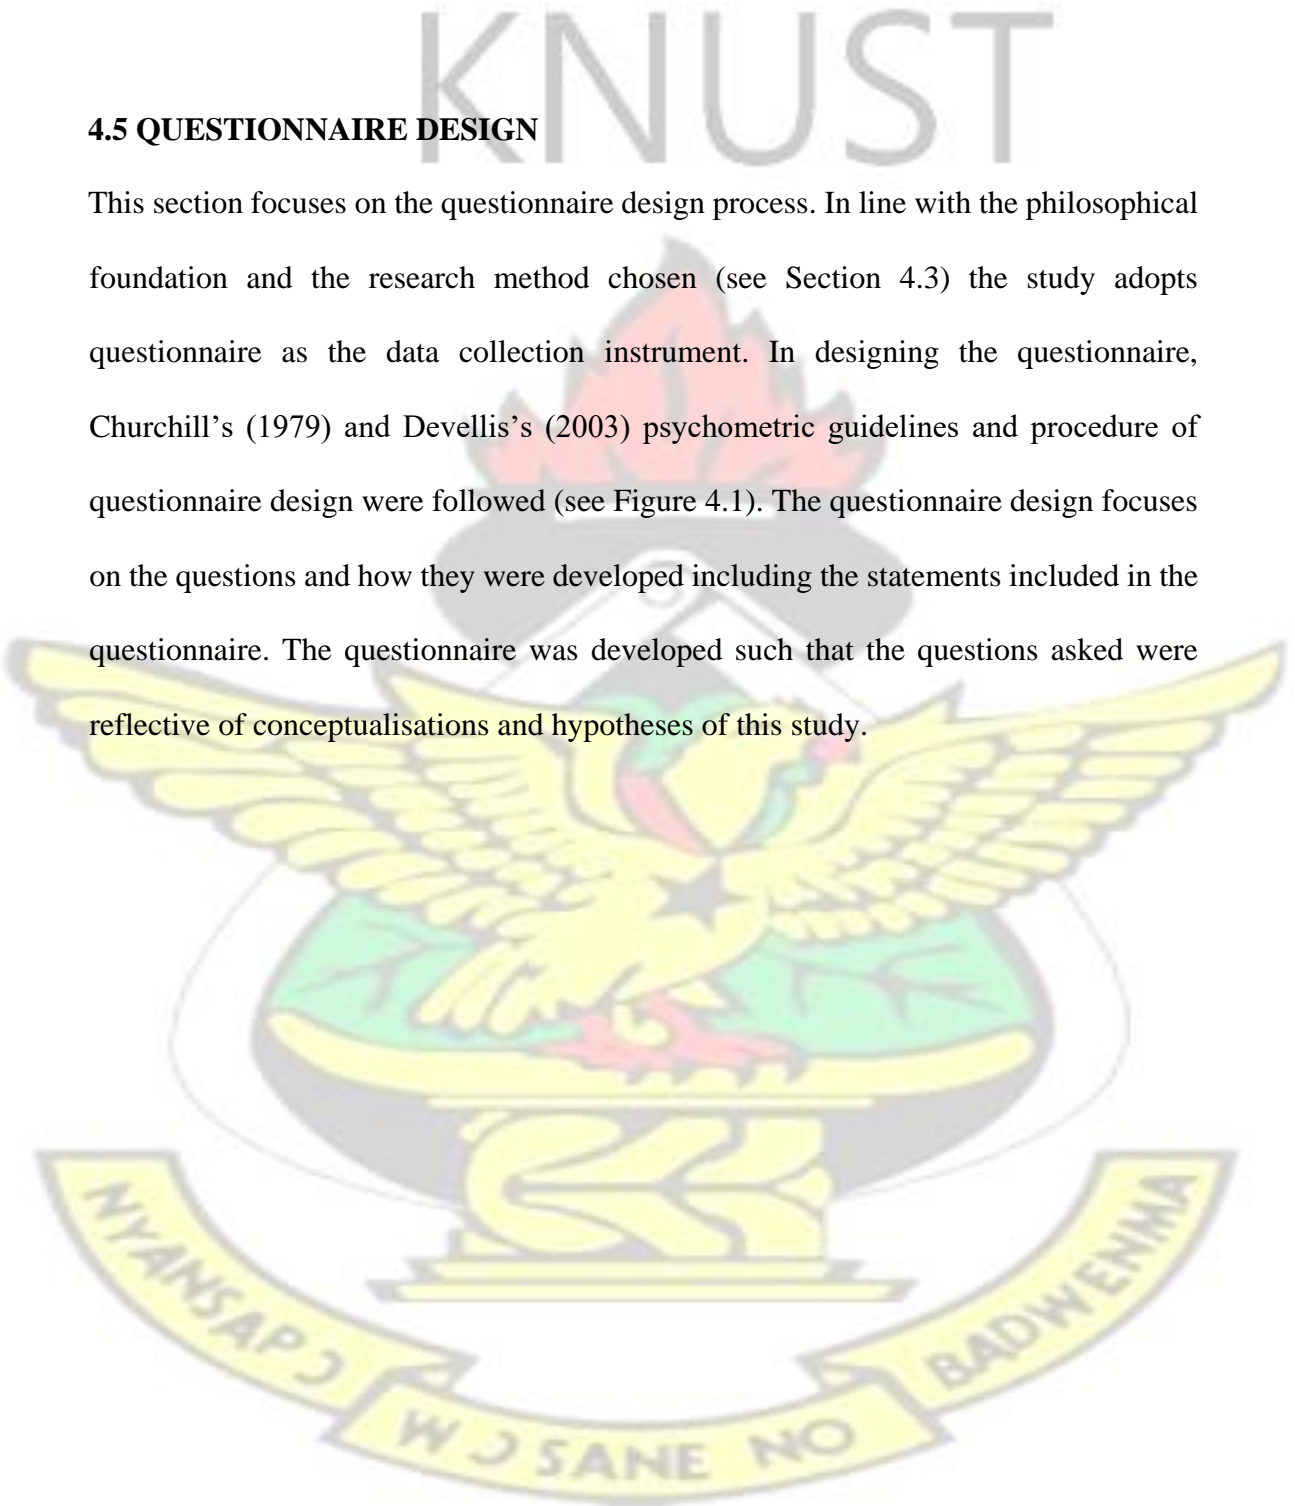 KNUST
4.5 QUESTIONNAIRE DESIGN
This section focuses on the questionnaire design process. In line with the philosophical
foundation and the research method chosen (see Section 4.3) the study adopts
questionnaire as the data collection instrument. In designing the questionnaire,
Churchill’s (1979) and Devellis’s (2003) psychometric guidelines and procedure of
questionnaire design were followed (see Figure 4.1). The questionnaire design focuses
on the questions and how they were developed including the statements included in the
questionnaire. The questionnaire was developed such that the questions asked were
reflective of conceptualisations and hypotheses of this study.
NYANSAPƆ
WƆSANE NO
BADWENMA